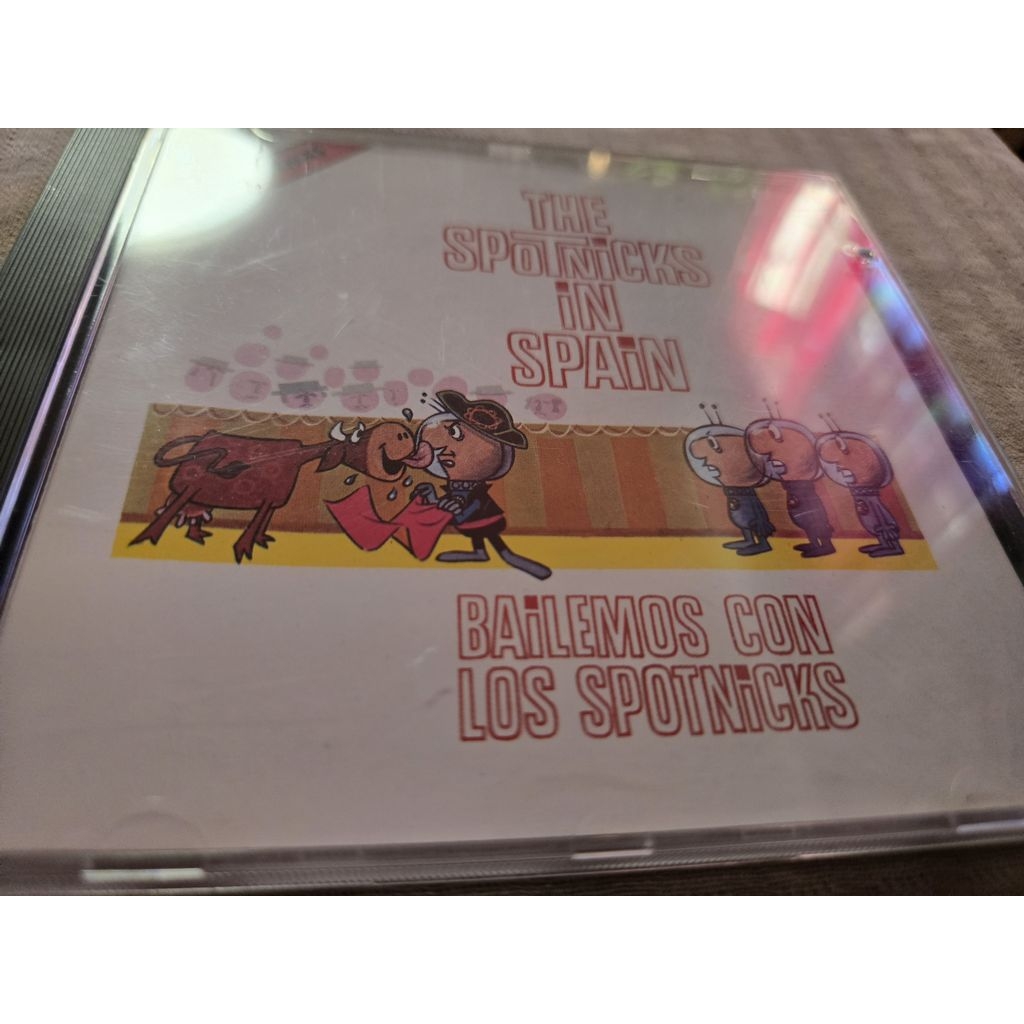 THE
SPOTNiCKS
iN
SPAiN
BAiLEMOS CON
LOS SPOTNiCKS